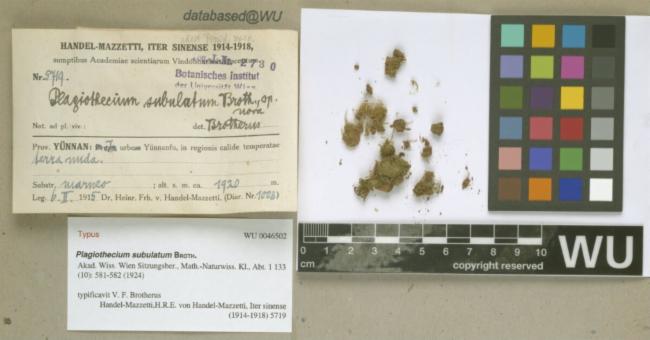 databased@WU
HANDEL-MAZZETTI, ITER SINENSE 1914-1918,
sumptibus Academiae scientiarum Vindobonensis
2730
Nr. 5719.
Botanisches Institut
der Universität Wien
Plagiothecium subulatum Broth., sp.
nova
Not. ad pl. viv.:
det. Brotherus
Prov. YÜNNAN: urbem Yünnanfu, in regionis calide temperatae
terra nuda.
Substr. marneo ; alt. s. m. ca. 1920 m.
Leg. 6. II. 1915 Dr. Heinr. Frh. v. Handel-Mazzetti. (Diar. Nr.
Typus
WU 0046502
Plagiothecium subulatum BROTH.
Akad. Wiss. Wien Sitzungsber., Math.-Naturwiss. Kl., Abt. 1 133
(10): 581-582 (1924)
typificavit V. F. Brotherus
Handel-Mazzetti,H.R.E. von Handel-Mazzetti, Iter sinense
(1914-1918) 5719
0 1 2 3 4 5 6 7 8 9 10
cm
copyright reserved
WU